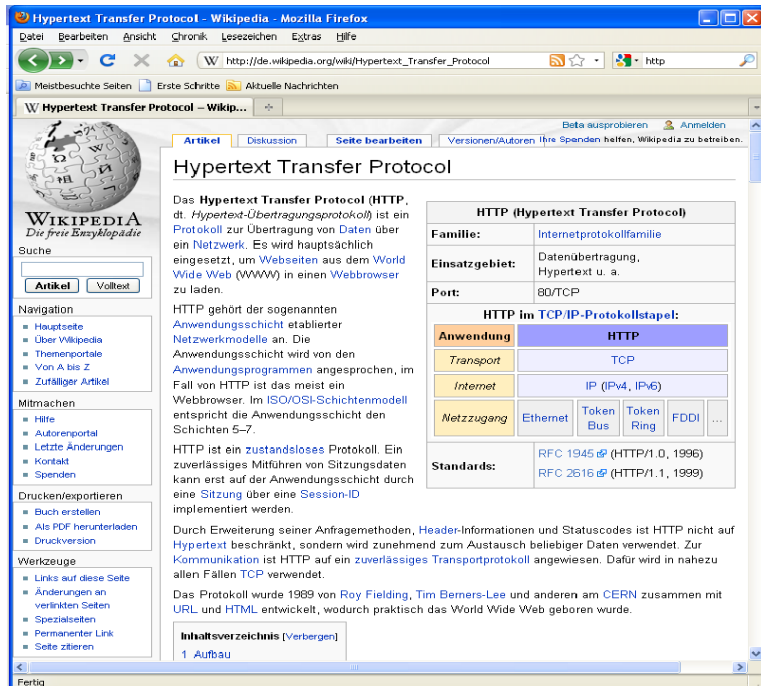 Hypertext Transfer Protocol - Wikipedia - Mozilla Firefox
Datei Bearbeiten Ansicht Chronik Lesezeichen Extras Hilfe
W http://de.wikipedia.org/wiki/Hypertext_Transfer_Protocol http
Meistbesuchte Seiten Erste Schritte Aktuelle Nachrichten
W Hypertext Transfer Protocol – Wikip...
Beta ausprobieren Anmelden
Artikel Diskussion Seite bearbeiten Versionen/Autoren Ihre Spenden helfen, Wikipedia zu betreiben.
WIKIPEDIA
Die freie Enzyklopädie
Suche
Artikel Volltext
Navigation
Hauptseite
Über Wikipedia
Themenportale
Von A bis Z
Zufälliger Artikel
Mitmachen
Hilfe
Autorenportal
Letzte Änderungen
Kontakt
Spenden
Drucken/exportieren
Buch erstellen
Als PDF herunterladen
Druckversion
Werkzeuge
Links auf diese Seite
Änderungen an
verlinkten Seiten
Spezialseiten
Permanenter Link
Seite zitieren
Hypertext Transfer Protocol
Das Hypertext Transfer Protocol (HTTP,
dt. Hypertext-Übertragungsprotokoll) ist ein
Protokoll zur Übertragung von Daten über
ein Netzwerk. Es wird hauptsächlich
eingesetzt, um Webseiten aus dem World
Wide Web (WWW) in einen Webbrowser
zu laden.
HTTP gehört der sogenannten
Anwendungsschicht etablierter
Netzwerkmodelle an. Die
Anwendungsschicht wird von den
Anwendungsprogrammen angesprochen, im
Fall von HTTP ist das meist ein
Webbrowser. Im ISO/OSI-Schichtenmodell
entspricht die Anwendungsschicht den
Schichten 5–7.
HTTP ist ein zustandsloses Protokoll. Ein
zuverlässiges Mitführen von Sitzungsdaten
kann erst auf der Anwendungsschicht durch
eine Sitzung über eine Session-ID
implementiert werden.
HTTP (Hypertext Transfer Protocol)
Familie: Internetprotokollfamilie
Einsatzgebiet: Datenübertragung,
Hypertext u. a.
Port: 80/TCP
HTTP im TCP/IP-Protokollstapel:
Anwendung HTTP
Transport TCP
Internet IP (IPv4, IPv6)
Netzzugang Ethernet Token Bus Token Ring FDDI ...
Standards: RFC 1945 (HTTP/1.0, 1996)
RFC 2616 (HTTP/1.1, 1999)
Durch Erweiterung seiner Anfragemethoden, Header-Informationen und Statuscodes ist HTTP nicht auf
Hypertext beschränkt, sondern wird zunehmend zum Austausch beliebiger Daten verwendet. Zur
Kommunikation ist HTTP auf ein zuverlässiges Transportprotokoll angewiesen. Dafür wird in nahezu
allen Fällen TCP verwendet.
Das Protokoll wurde 1989 von Roy Fielding, Tim Berners-Lee und anderen am CERN zusammen mit
URL und HTML entwickelt, wodurch praktisch das World Wide Web geboren wurde.
Inhaltsverzeichnis [Verbergen]
1 Aufbau
Fertig